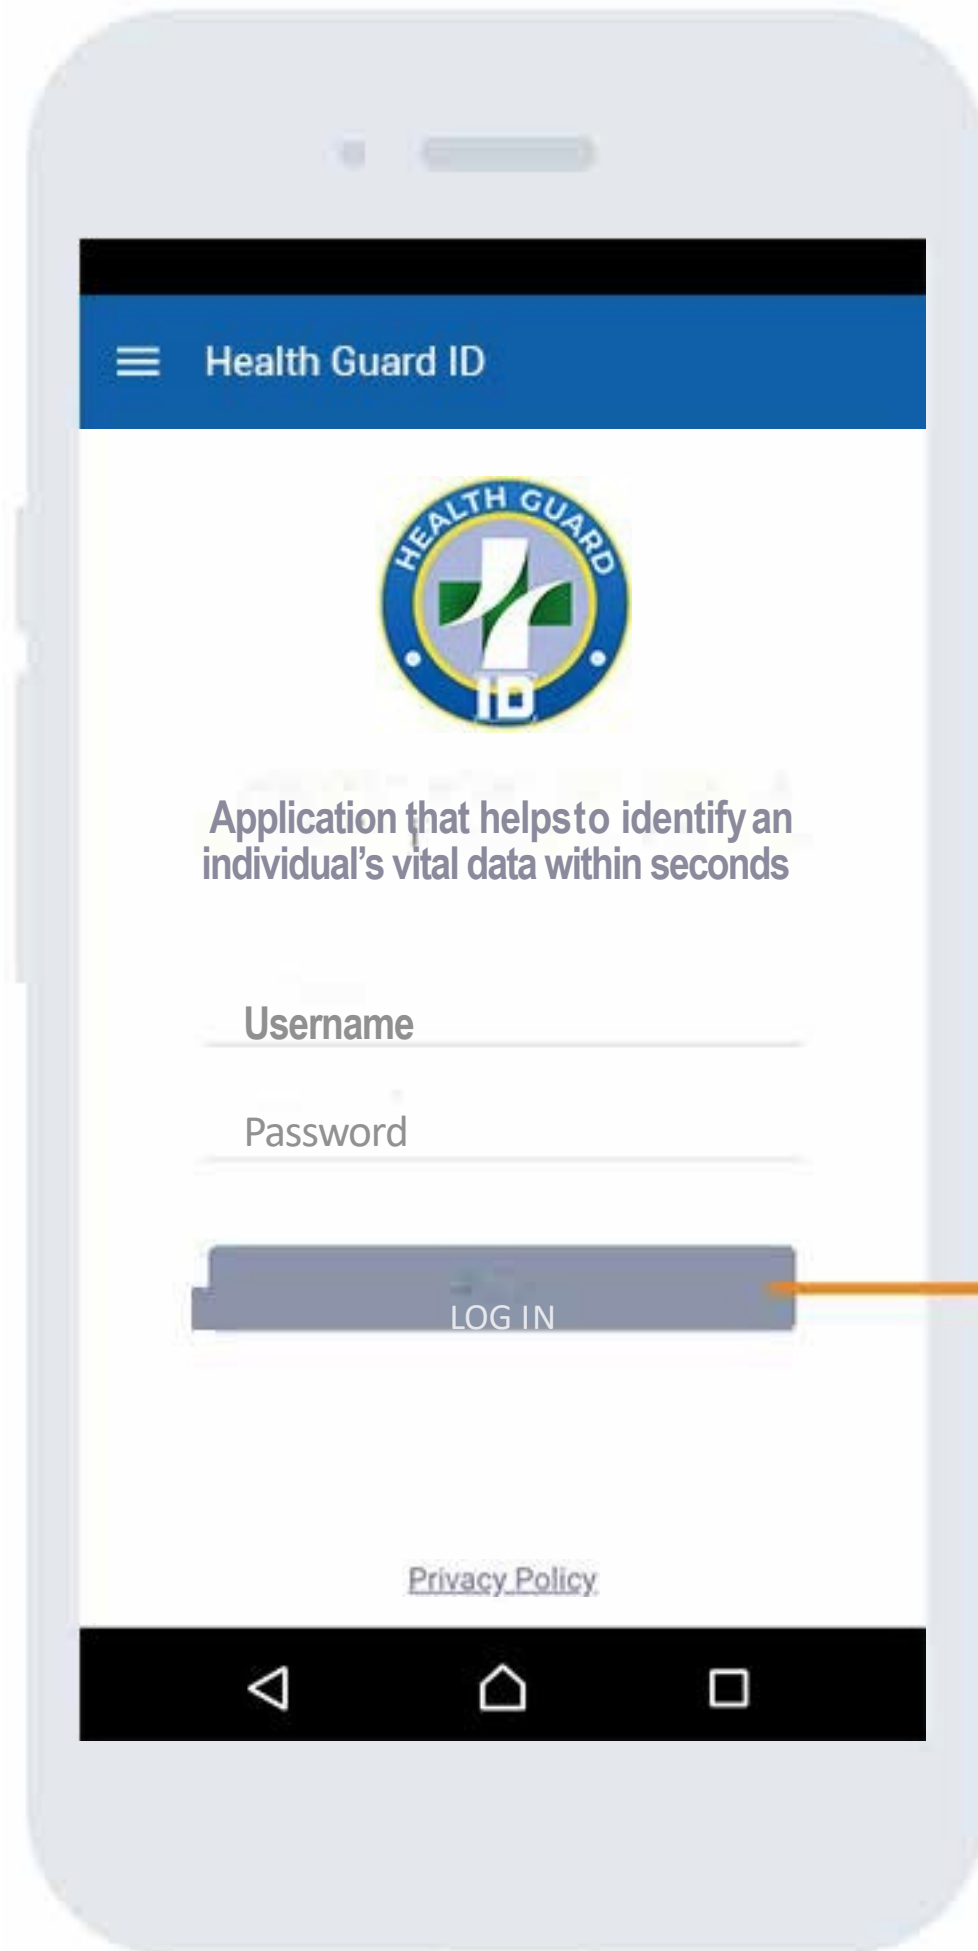 Health Guard ID
HEALTH GUARD
ID
Application that helps to identify an
individual's vital data within seconds
Username
Password
LOG IN
Privacy Policy